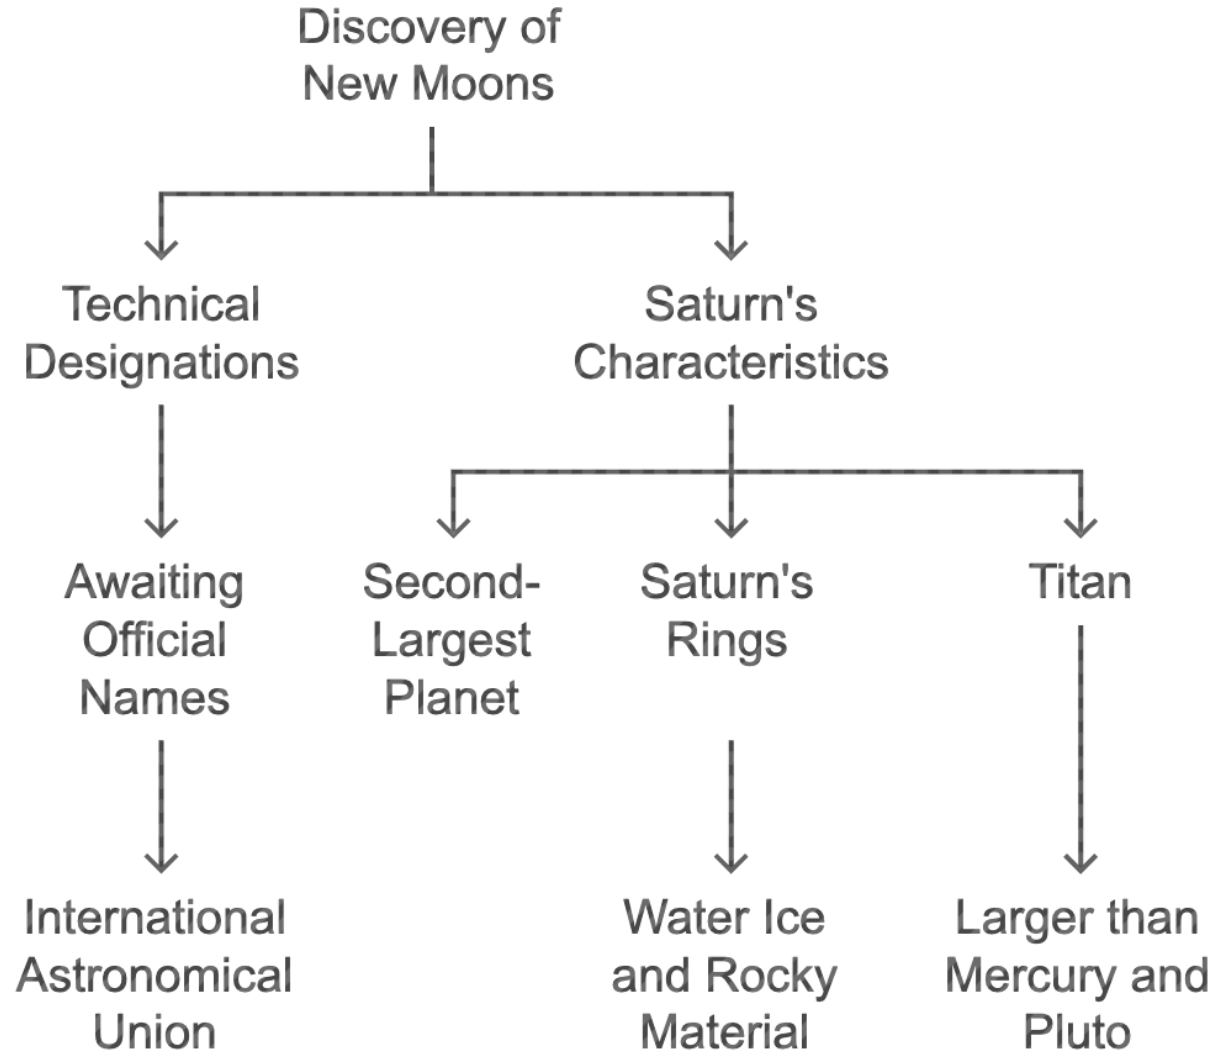 Discovery of
New Moons
Technical
Designations
Saturn's
Characteristics
Awaiting
Official
Names
Second-
Largest
Planet
Saturn's
Rings
Titan
International
Astronomical
Union
Water Ice
and Rocky
Material
Larger than
Mercury and
Pluto